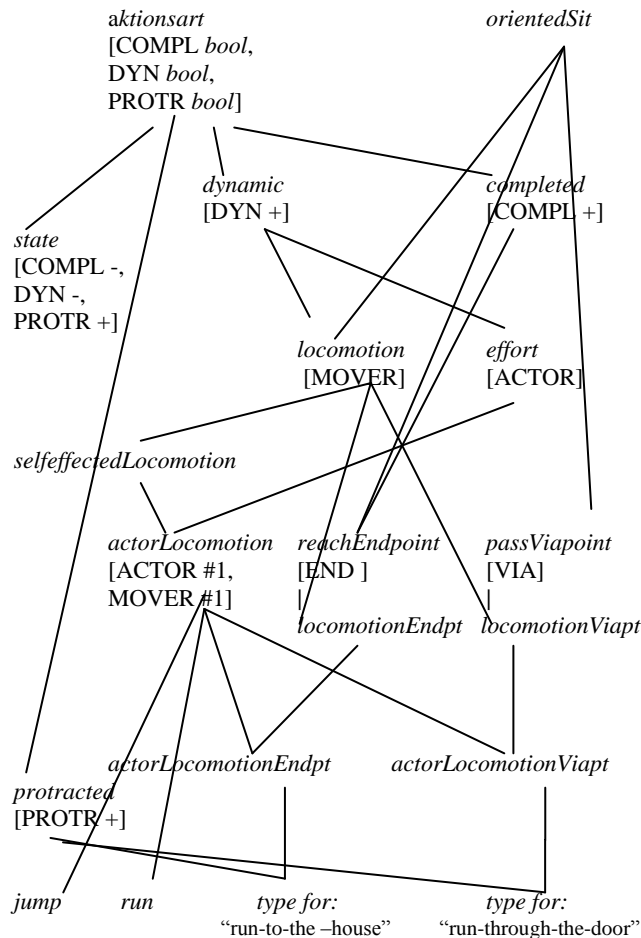 aktionsart orientedSit
[COMPL bool,
DYN bool,
PROTR bool]
dynamic completed
[DYN +] [COMPL +]
state
[COMPL -,
DYN -,
PROTR +]
locomotion effort
[MOVER] [ACTOR]
selfeffectedLocomotion
actorLocomotion reachEndpoint passViapoint
[ACTOR #1, [END ] [VIA]
MOVER #1] | |
locomotionEndpt locomotionViapt
actorLocomotionEndpt actorLocomotionViapt
protracted
[PROTR +]
jump run type for: type for:
“run-to-the –house” “run-through-the-door”